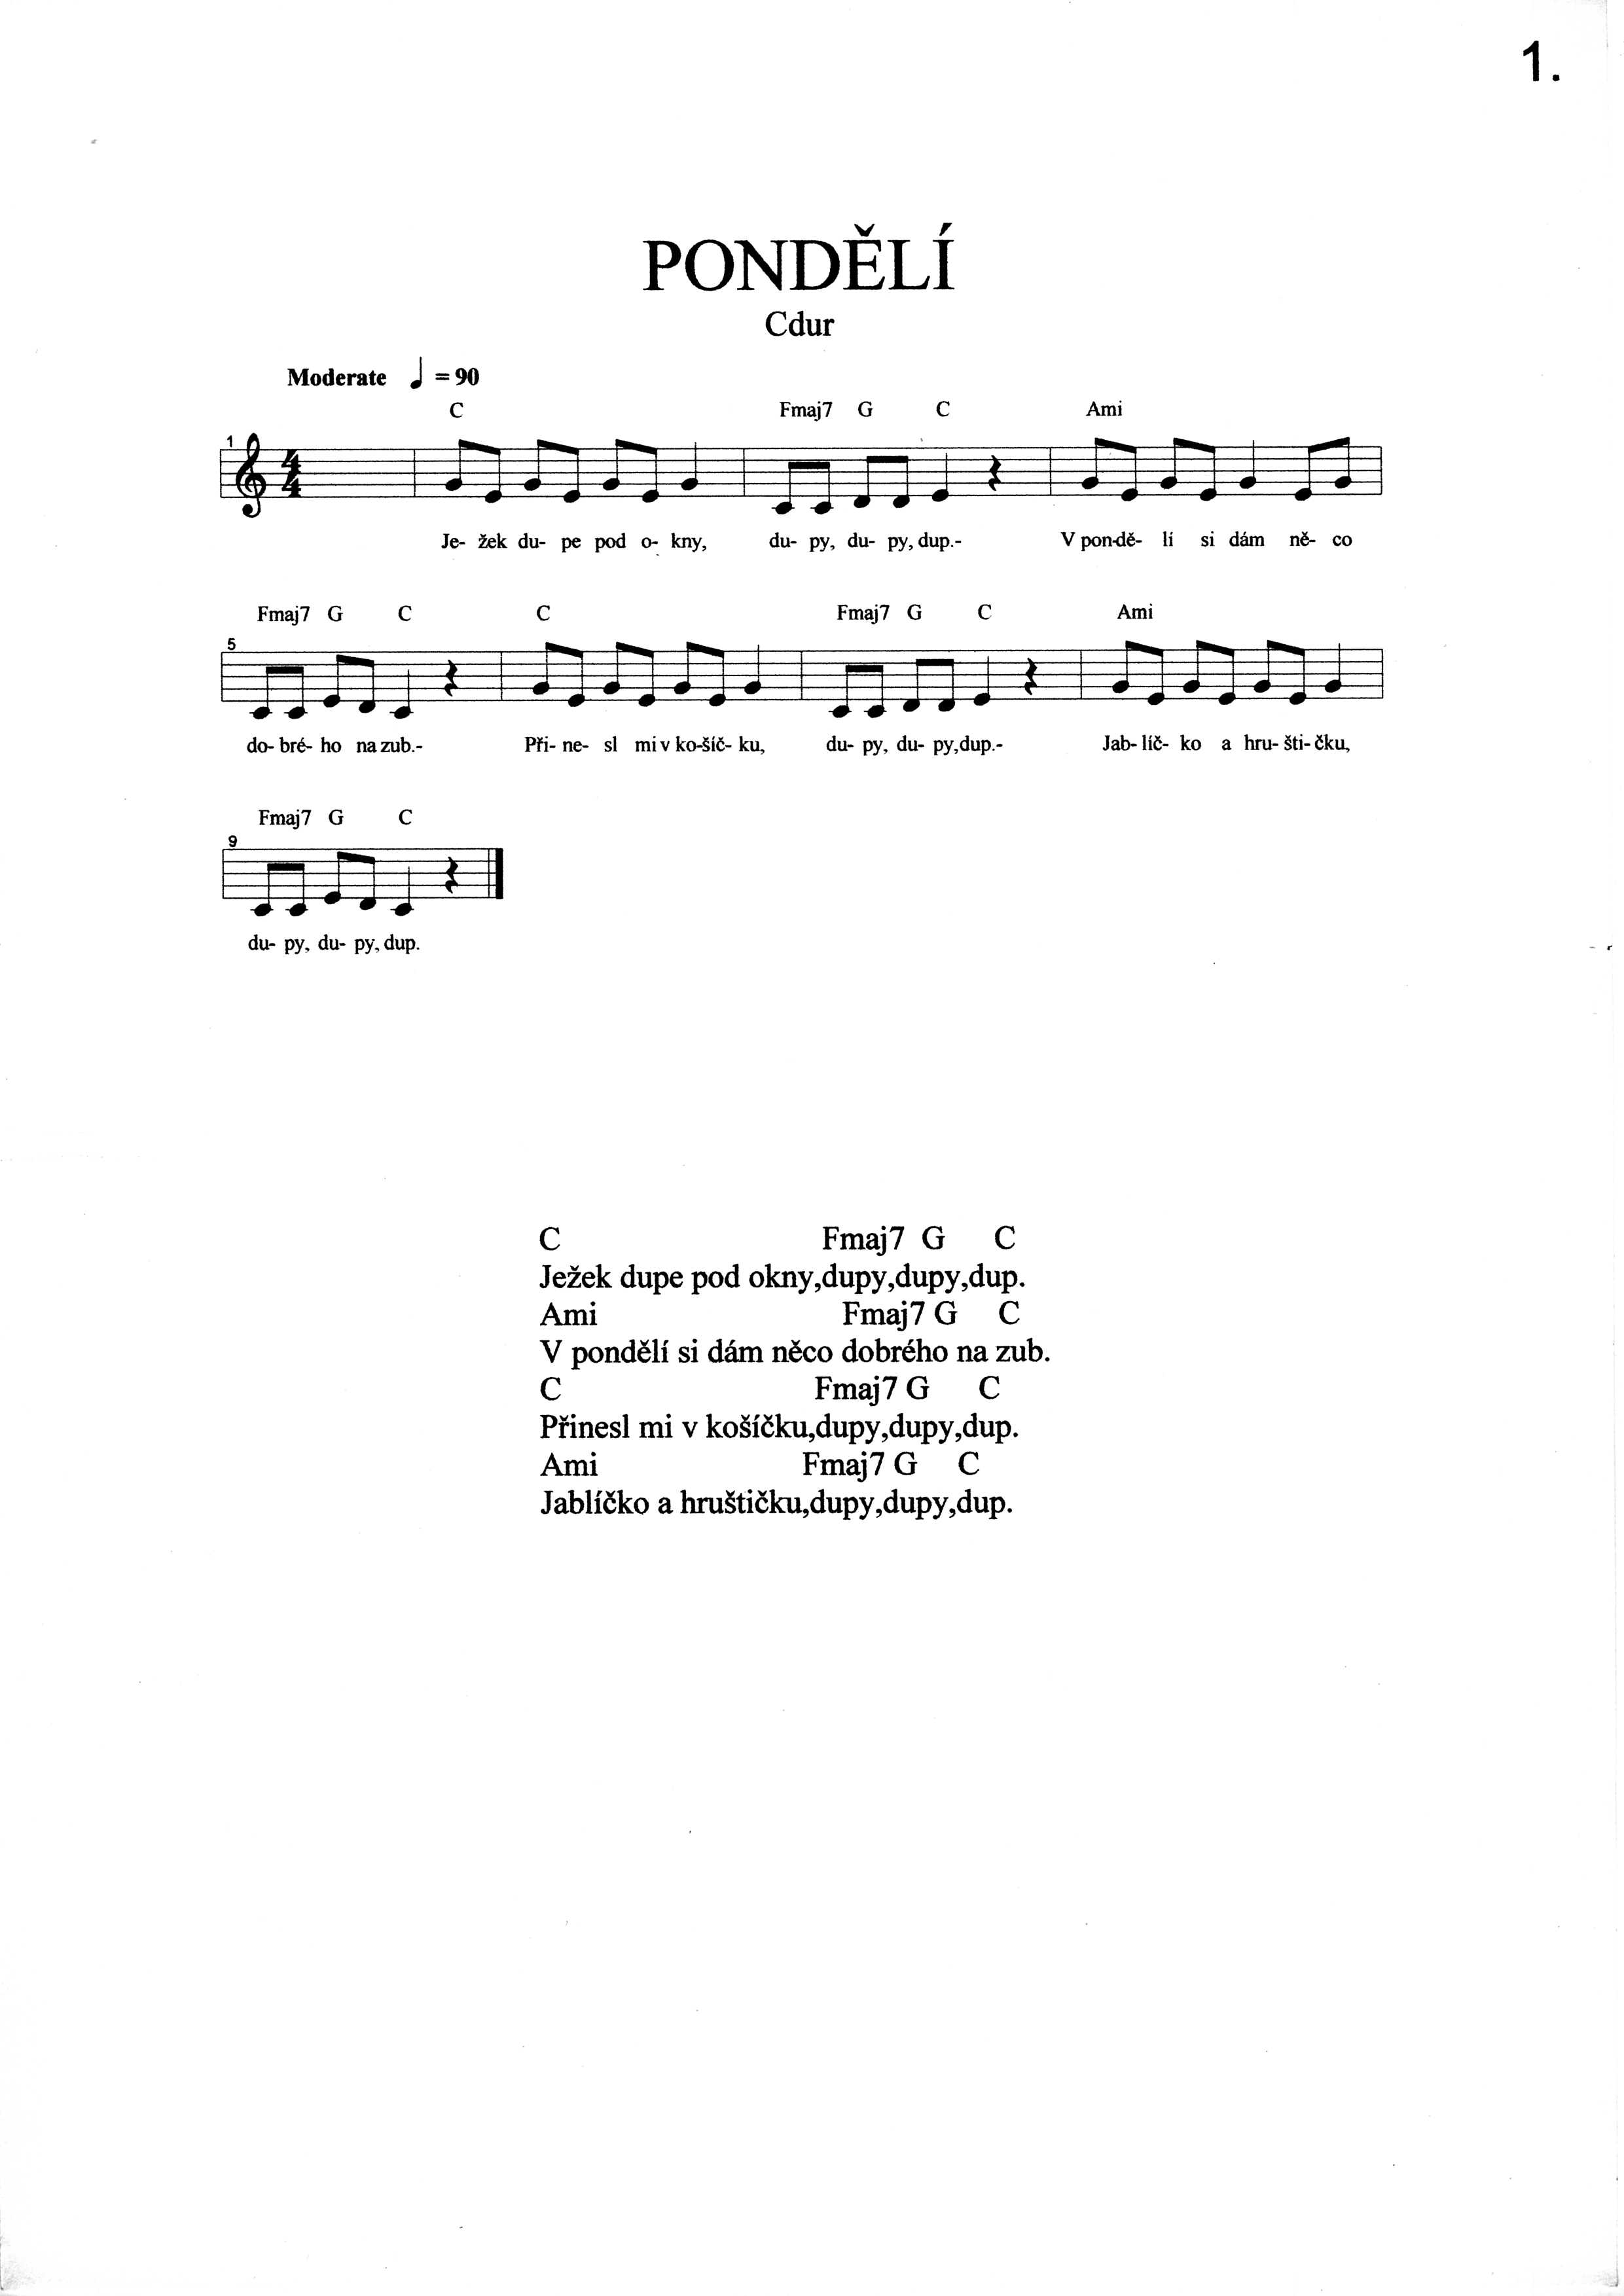 1.
PONDĚLÍ
Cdur
Moderate = 90
C Fmaj7 G C Ami
1
4
4
Je- žek du- pe pod o- kny, du- py, du- py, dup.- V pon-dě- lí si dám ně- co
Fmaj7 G C C Fmaj7 G C Ami
5
do- bré- ho na zub.- Při- ne- sl mi v ko-šíč- ku, du- py, du- py,dup.- Jab- líč- ko a hru- šti- čku,
Fmaj7 G C
9
du- py, du- py, dup.
C Fmaj7 G C
Ježek dupe pod okny,dupy,dupy,dup.
Ami Fmaj7 G C
V pondělí si dám něco dobrého na zub.
C Fmaj7 G C
Přinesl mi v košíčku,dupy,dupy,dup.
Ami Fmaj7 G C
Jablíčko a hruštičku,dupy,dupy,dup.